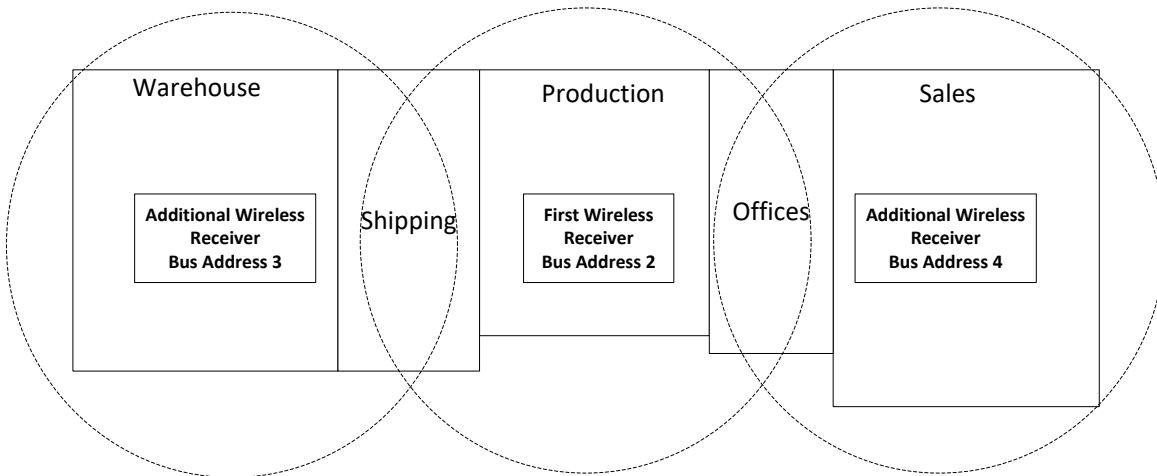 Warehouse
Production
Sales
Shipping
Offices
Additional Wireless
Receiver
Bus Address 3
First Wireless
Receiver
Bus Address 2
Additional Wireless
Receiver
Bus Address 4